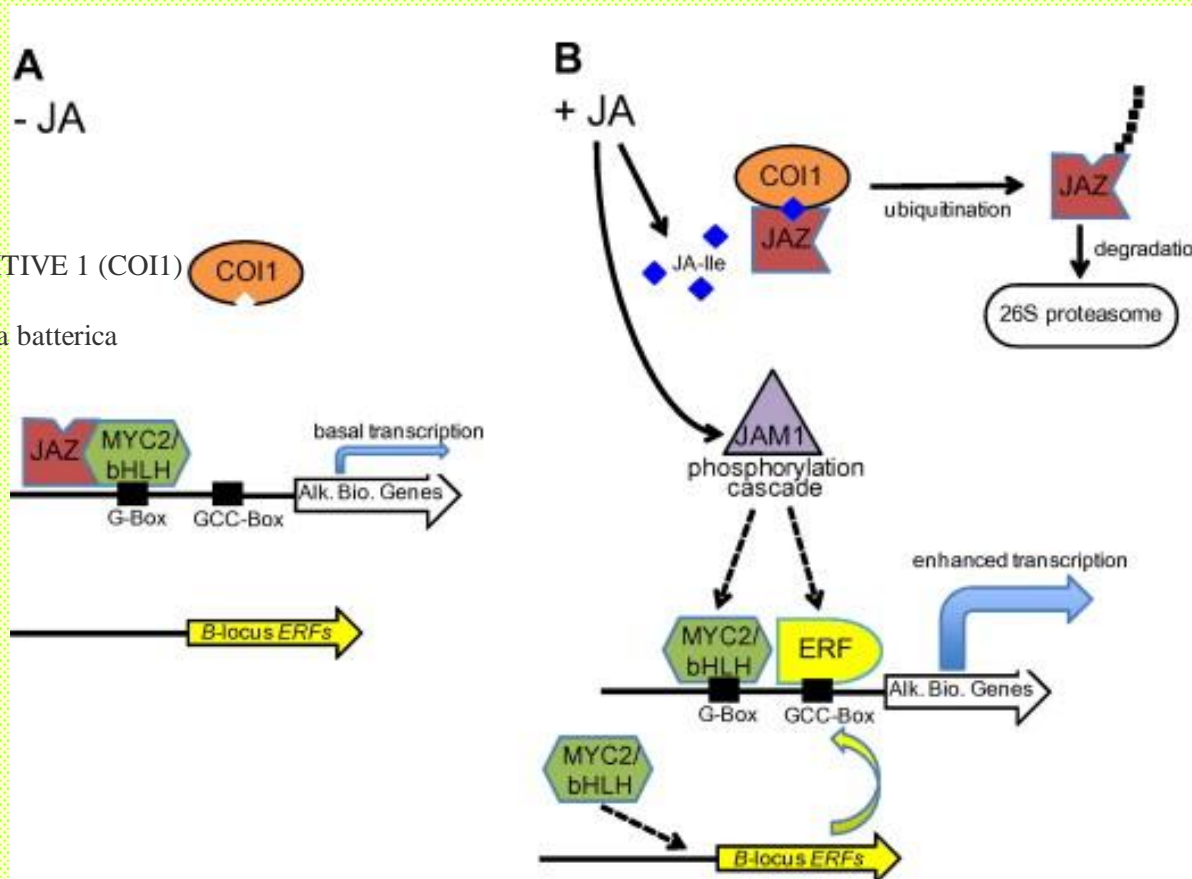 A
- JA
TIVE 1 (COI1)
COI1
a batterica
JAZ
MYC2/
bHLH
basal transcription
Alk. Bio. Genes
G-Box
GCC-Box
B-locus ERFs
B
+ JA
COI1
JAZ
JA-Ile
ubiquitination
JAZ
degradatio
26S proteasome
JAM1
phosphorylation
cascade
enhanced transcription
MYC2/
bHLH
ERF
Alk. Bio. Genes
G-Box
GCC-Box
MYC2/
bHLH
B-locus ERFs